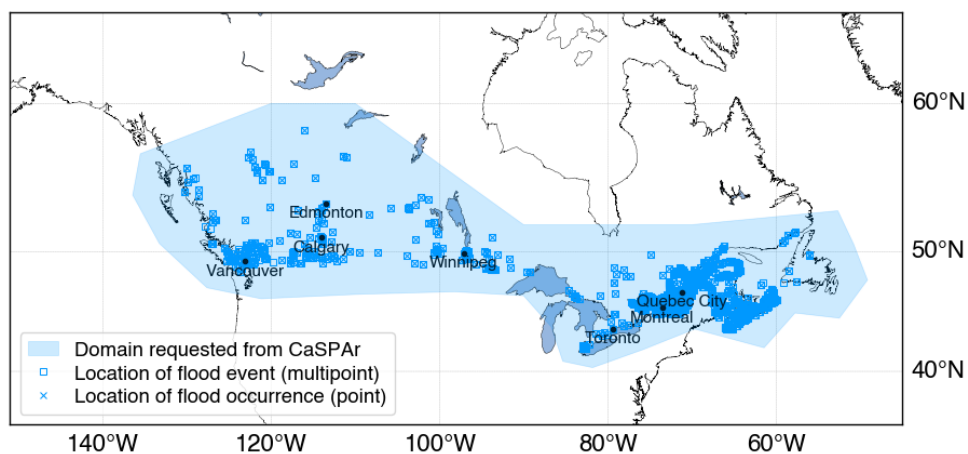 60°N
Edmonton
Calgary
50°N
Vancouver
Winnipeg
Quebec City
Montreal
Toronto
Domain requested from CaSPAr
Location of flood event (multipoint)
Location of flood occurrence (point)
40°N
140°W 120°W 100°W 80°W 60°W